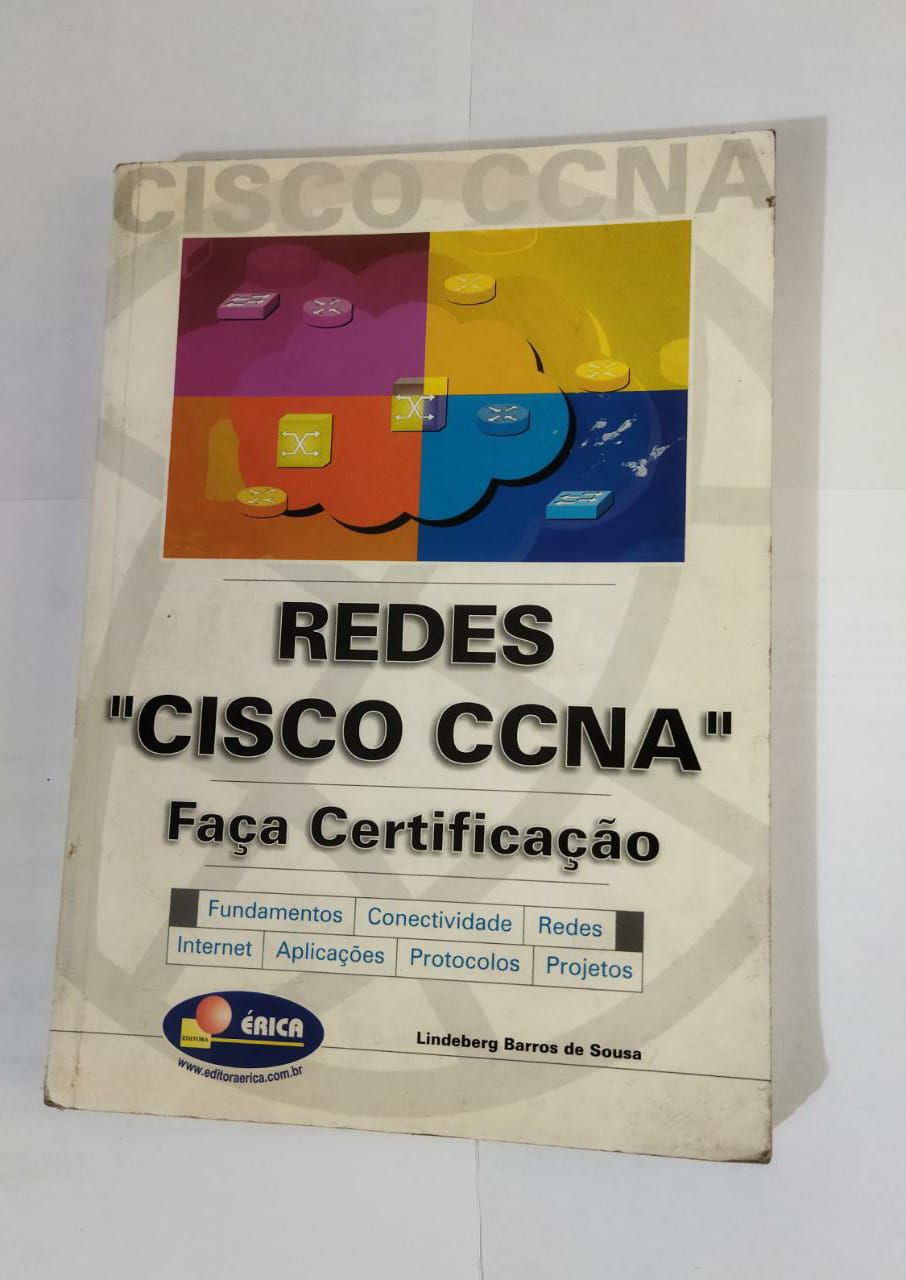 CISCO CCNA
REDES
"CISCO CCNA"
Faça Certificação
Fundamentos Conectividade Redes
Internet Aplicações Protocolos Projetos
EDITORA ÉRICA
www.editoraerica.com.br
Lindeberg Barros de Sousa